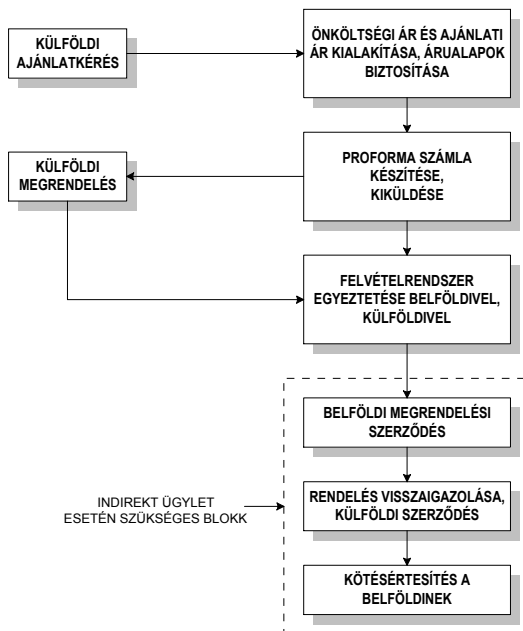 KÜLFÖLDI
AJÁNLATKÉRÉS
ÖNKÖLTSÉGI ÁR ÉS AJÁNLATI
ÁR KIALAKÍTÁSA, ÁRUALAPOK
BIZTOSÍTÁSA
KÜLFÖLDI
MEGRENDELÉS
PROFORMA SZÁMLA
KÉSZÍTÉSE,
KIKÜLDÉSE
FELVÉTELRENDSZER
EGYEZTETÉSE BELFÖLDIVEL,
KÜLFÖLDIVEL
BELFÖLDI MEGRENDELÉSI
SZERZŐDÉS
INDIREKT ÜGYLET
ESETÉN SZÜKSÉGES BLOKK
RENDELÉS VISSZAIGAZOLÁSA,
KÜLFÖLDI SZERZŐDÉS
KÖTÉSÉRTESÍTÉS A
BELFÖLDINEK